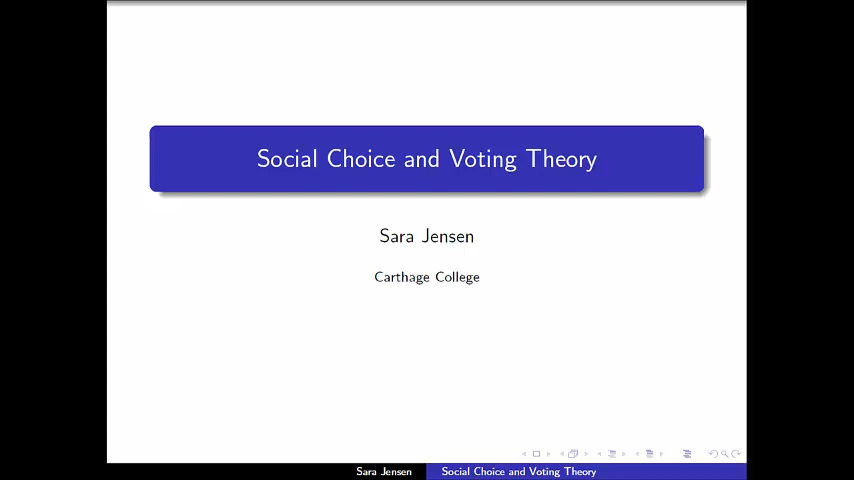 Social Choice and Voting Theory
Sara Jensen
Carthage College
Sara Jensen Social Choice and Voting Theory